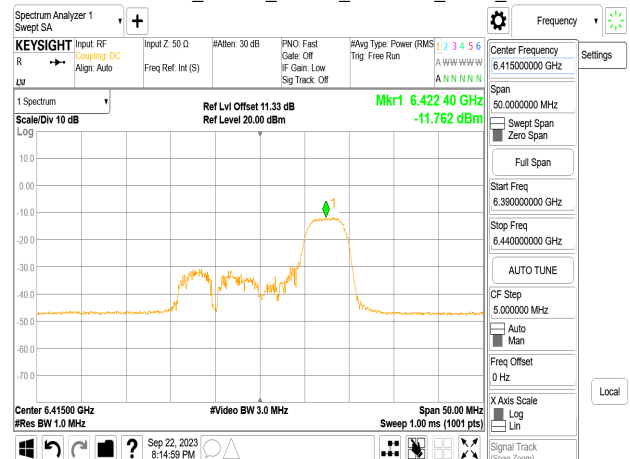 Spectrum Analyzer 1
Swept SA
Frequency
KEYSIGHT
R
LXI
Input: RF
Coupling: DC
Align: Auto
Input Z: 50 Ω
Freq Ref: Int (S)
#Atten: 30 dB
PNO: Fast
Gate: Off
IF Gain: Low
Sig Track: Off
#Avg Type: Power (RMS
Trig: Free Run
1 2 3 4 5 6
A W W W W W
A N N N N N
1 Spectrum
Scale/Div 10 dB
Ref Lvl Offset 11.33 dB
Ref Level 20.00 dBm
Mkr1 6.422 40 GHz
-11.762 dBm
Log
1
10.0
0.00
-10.0
-20.0
-30.0
-40.0
-50.0
-60.0
-70.0
Center 6.41500 GHz
#Res BW 1.0 MHz
#Video BW 3.0 MHz
Span 50.00 MHz
Sweep 1.00 ms (1001 pts)
Sep 22, 2023
8:14:59 PM
Center Frequency
6.415000000 GHz
Settings
Span
50.0000000 MHz
Swept Span
Zero Span
Full Span
Start Freq
6.390000000 GHz
Stop Freq
6.440000000 GHz
AUTO TUNE
CF Step
5.000000 MHz
Auto
Man
Freq Offset
0 Hz
X Axis Scale
Log
Lin
Local
Signal Track
(Span Zoom)